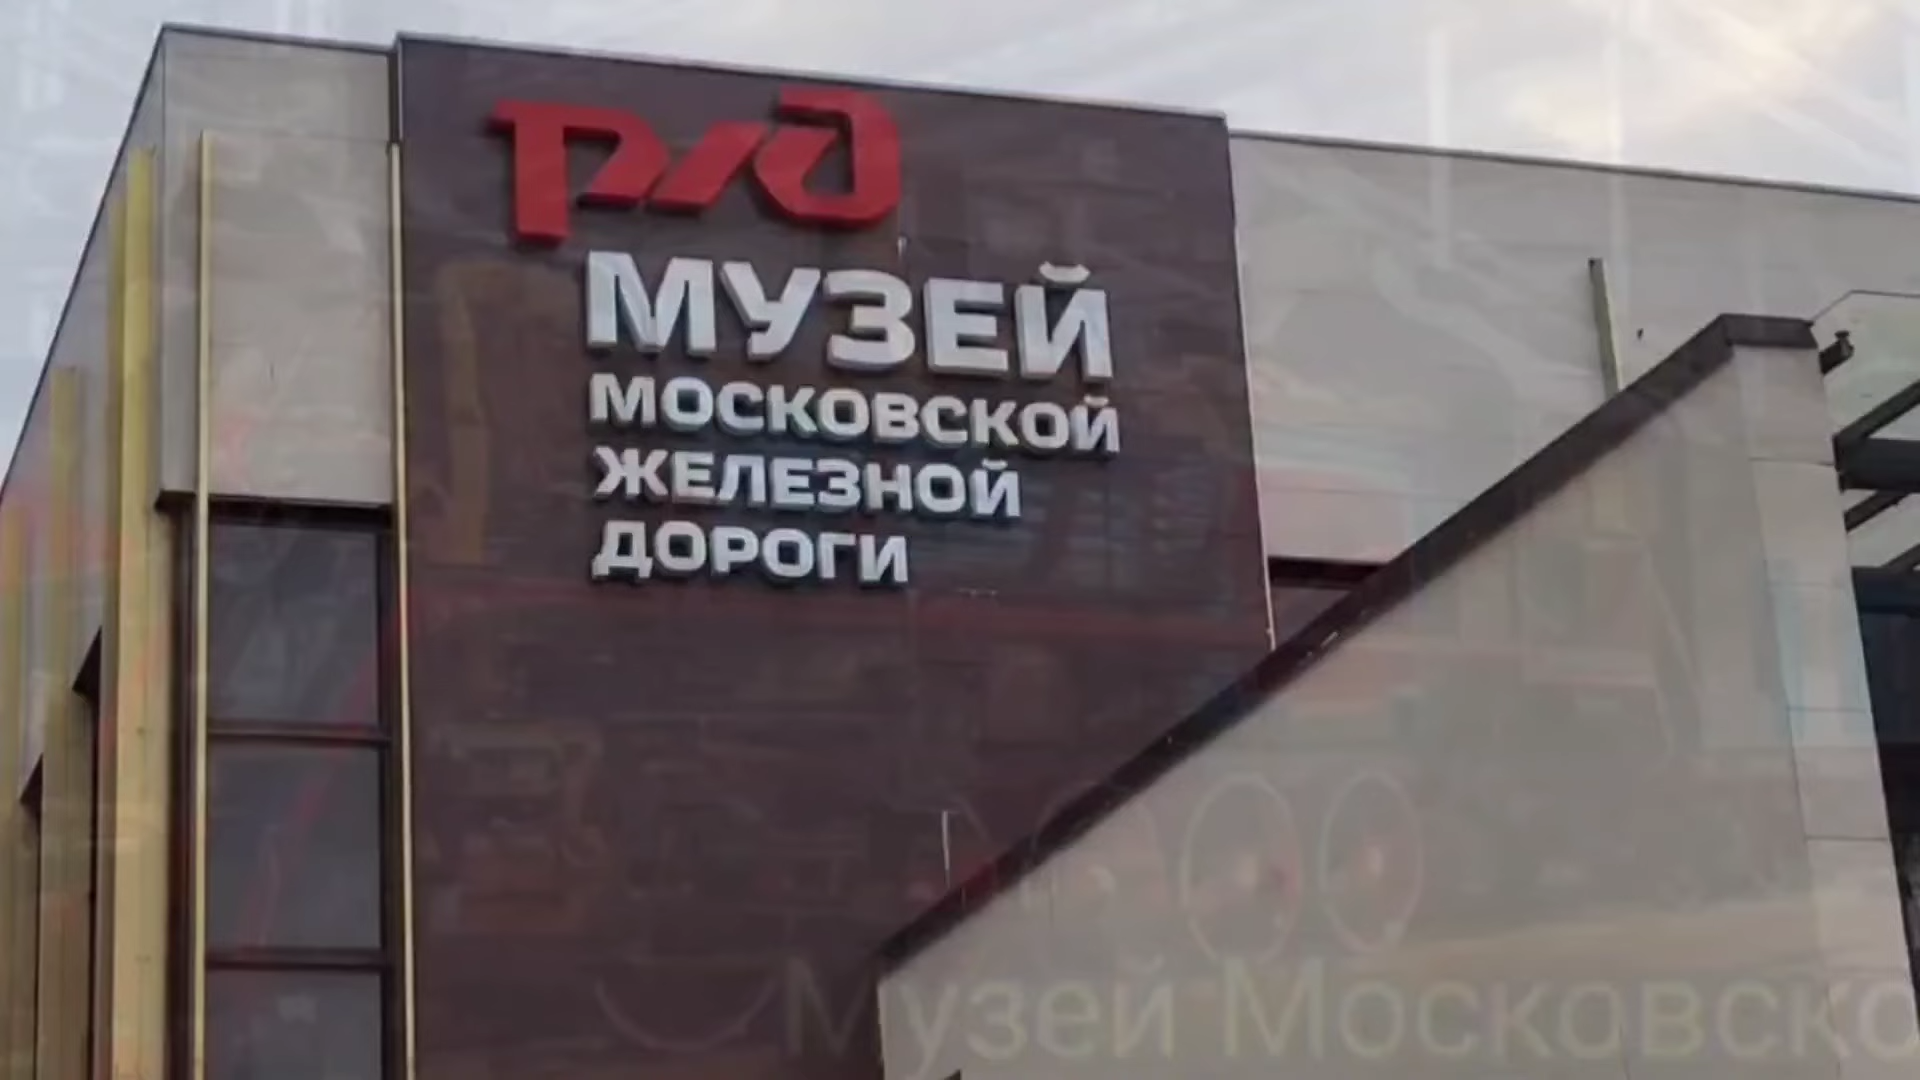 РЖД
МУЗЕЙ
МОСКОВСКОЙ
ЖЕЛЕЗНОЙ
ДОРОГИ
Музей Московско